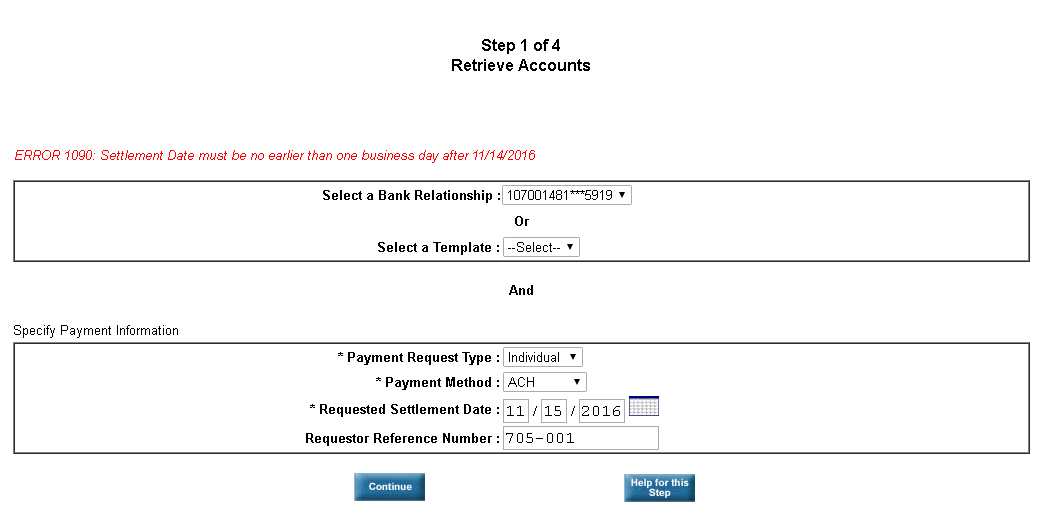 Step 1 of 4
Retrieve Accounts
ERROR 1090: Settlement Date must be no earlier than one business day after 11/14/2016
Select a Bank Relationship : 107001481***5919
Or
Select a Template : --Select--
And
Specify Payment Information
* Payment Request Type : Individual
* Payment Method : ACH
* Requested Settlement Date : 11 / 15 / 2016
Requestor Reference Number : 705-001
Continue
Help for this
Step